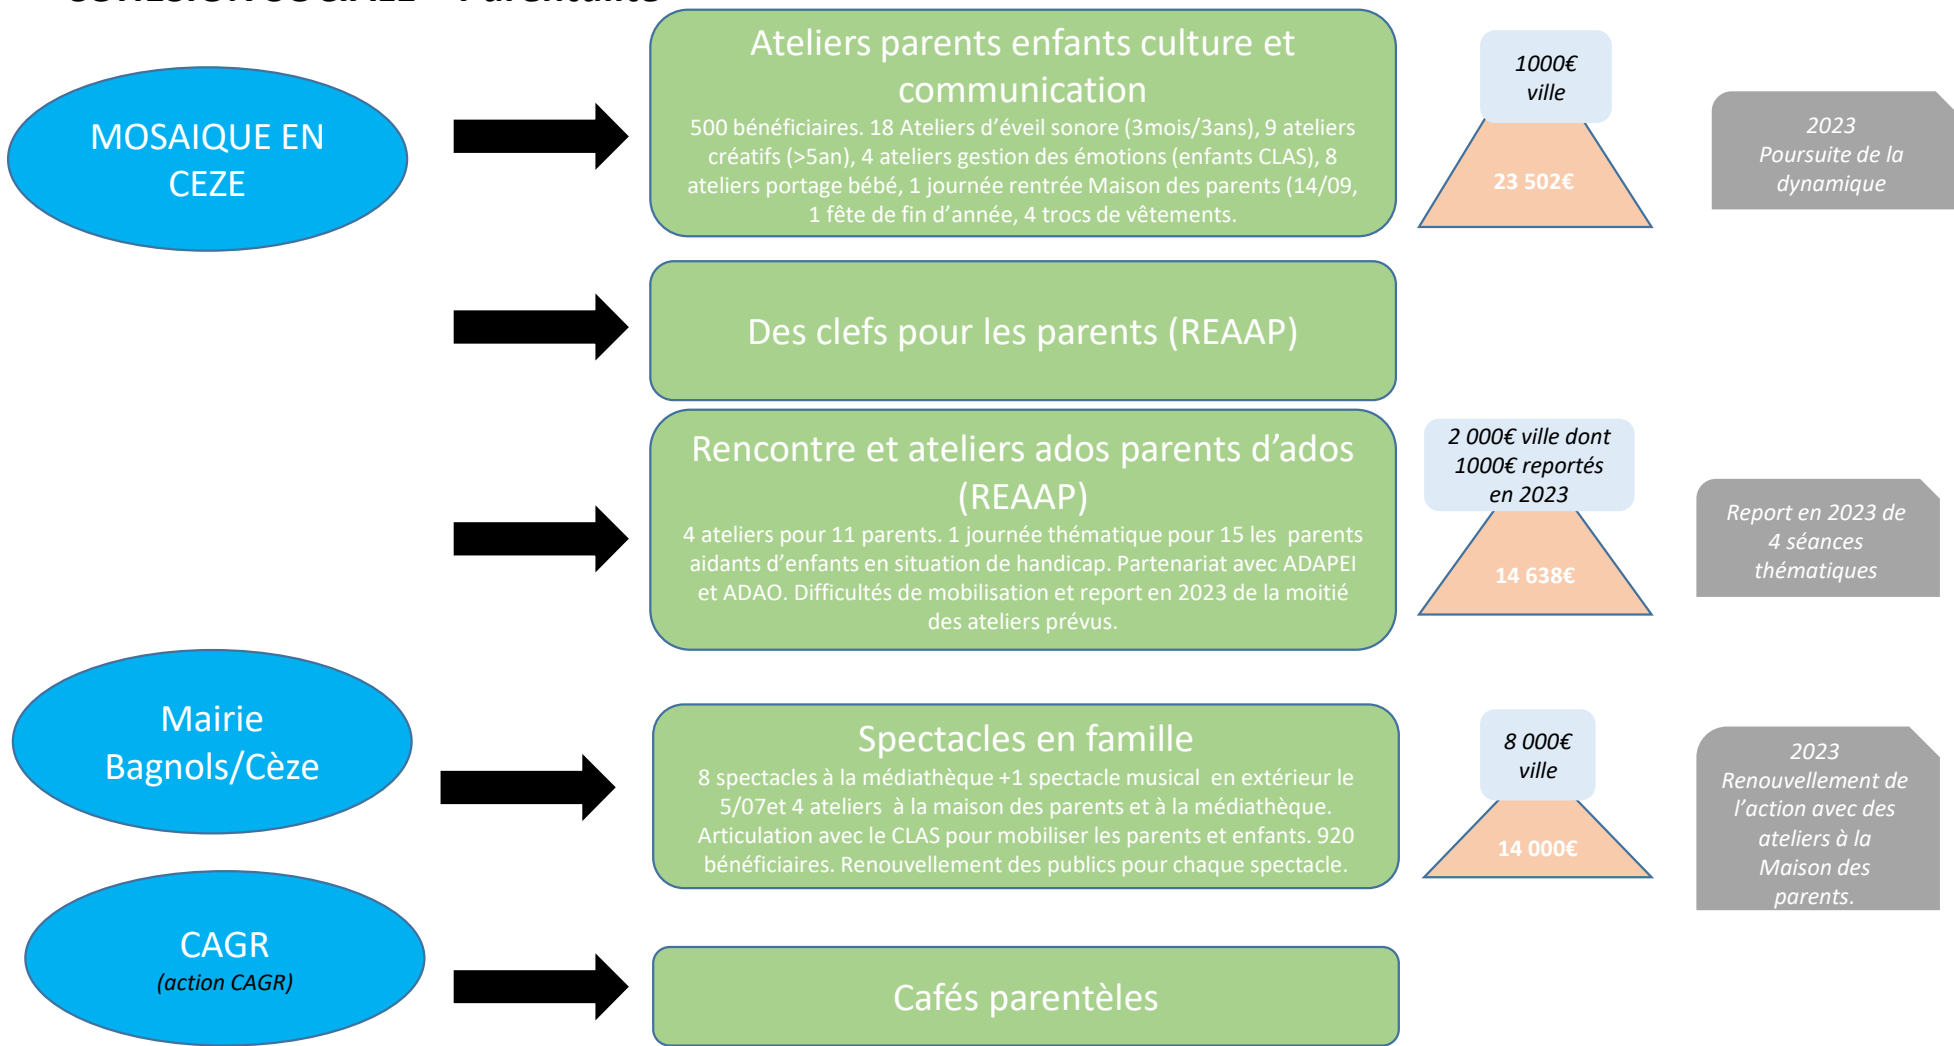 COHESION SOCIALE – Parentalité
MOSAIQUE EN
CEZE
Ateliers parents enfants culture et
communication
500 bénéficiaires. 18 Ateliers d’éveil sonore (3mois/3ans), 9 ateliers
créatifs (>5an), 4 ateliers gestion des émotions (enfants CLAS), 8
ateliers portage bébé, 1 journée rentrée Maison des parents (14/09,
1 fête de fin d’année, 4 trocs de vêtements.
1000€
ville
23 502€
2023
Poursuite de la
dynamique
Des clefs pour les parents (REAAP)
Rencontre et ateliers ados parents d’ados
(REAAP)
4 ateliers pour 11 parents. 1 journée thématique pour 15 les  parents
aidants d’enfants en situation de handicap. Partenariat avec ADAPEI
et ADAO. Difficultés de mobilisation et report en 2023 de la moitié
des ateliers prévus.
2 000€ ville dont
1000€ reportés
en 2023
14 638€
Report en 2023 de
4 séances
thématiques
Mairie
Bagnols/Cèze
Spectacles en famille
8 spectacles à la médiathèque +1 spectacle musical  en extérieur le
5/07et 4 ateliers  à la maison des parents et à la médiathèque.
Articulation avec le CLAS pour mobiliser les parents et enfants. 920
bénéficiaires. Renouvellement des publics pour chaque spectacle.
8 000€
ville
14 000€
2023
Renouvellement de
l’action avec des
ateliers à la
Maison des
parents.
CAGR
(action CAGR)
Cafés parentèles